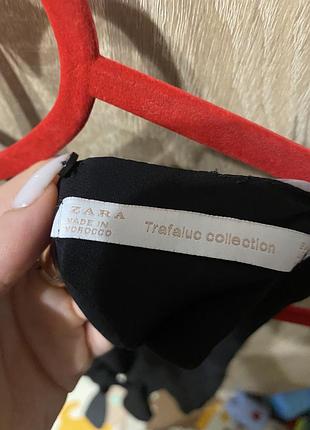 ZARA
MADE IN
MOROCCO
Trafaluc collection